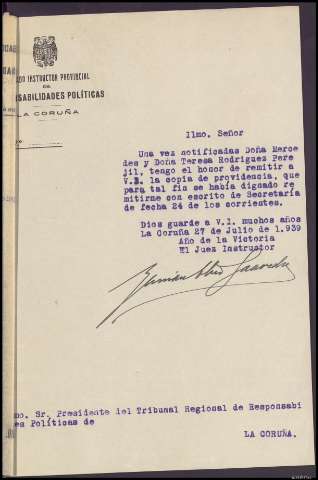 DO INSTRUCTOR PROVINCIAL
DE
SABILIDADES POLÍTICAS
LA CORUÑA
Ilmo. Señor
Una vez notificadas Doña Merce
des y Doña Teresa Rodriguez Pere
jil, tengo el honor de remitir a
V.I. la copia de providencia, que
para tal fin se había dignado re
mitirme con escrito de Secretaría
de fecha 24 de los corrientes.
Dios guarde a V.I. muchos años
La Coruña 27 de Julio de 1.939
Año de la Victoria
El Juez Instructor
mo. Sr. Presidente del Tribunal Regional de Responsabi
es Políticas de
LA CORUÑA.